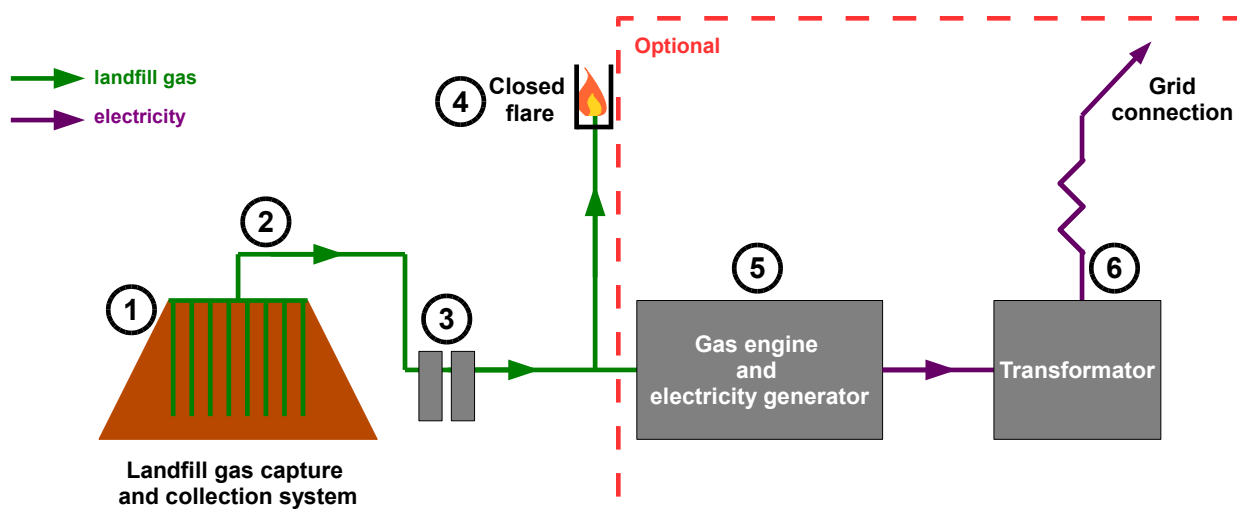 Optional
landfill gas
electricity
4
Closed
flare
Grid
connection
2
1
3
5
6
Gas engine
and
electricity generator
Transformator
Landfill gas capture
and collection system